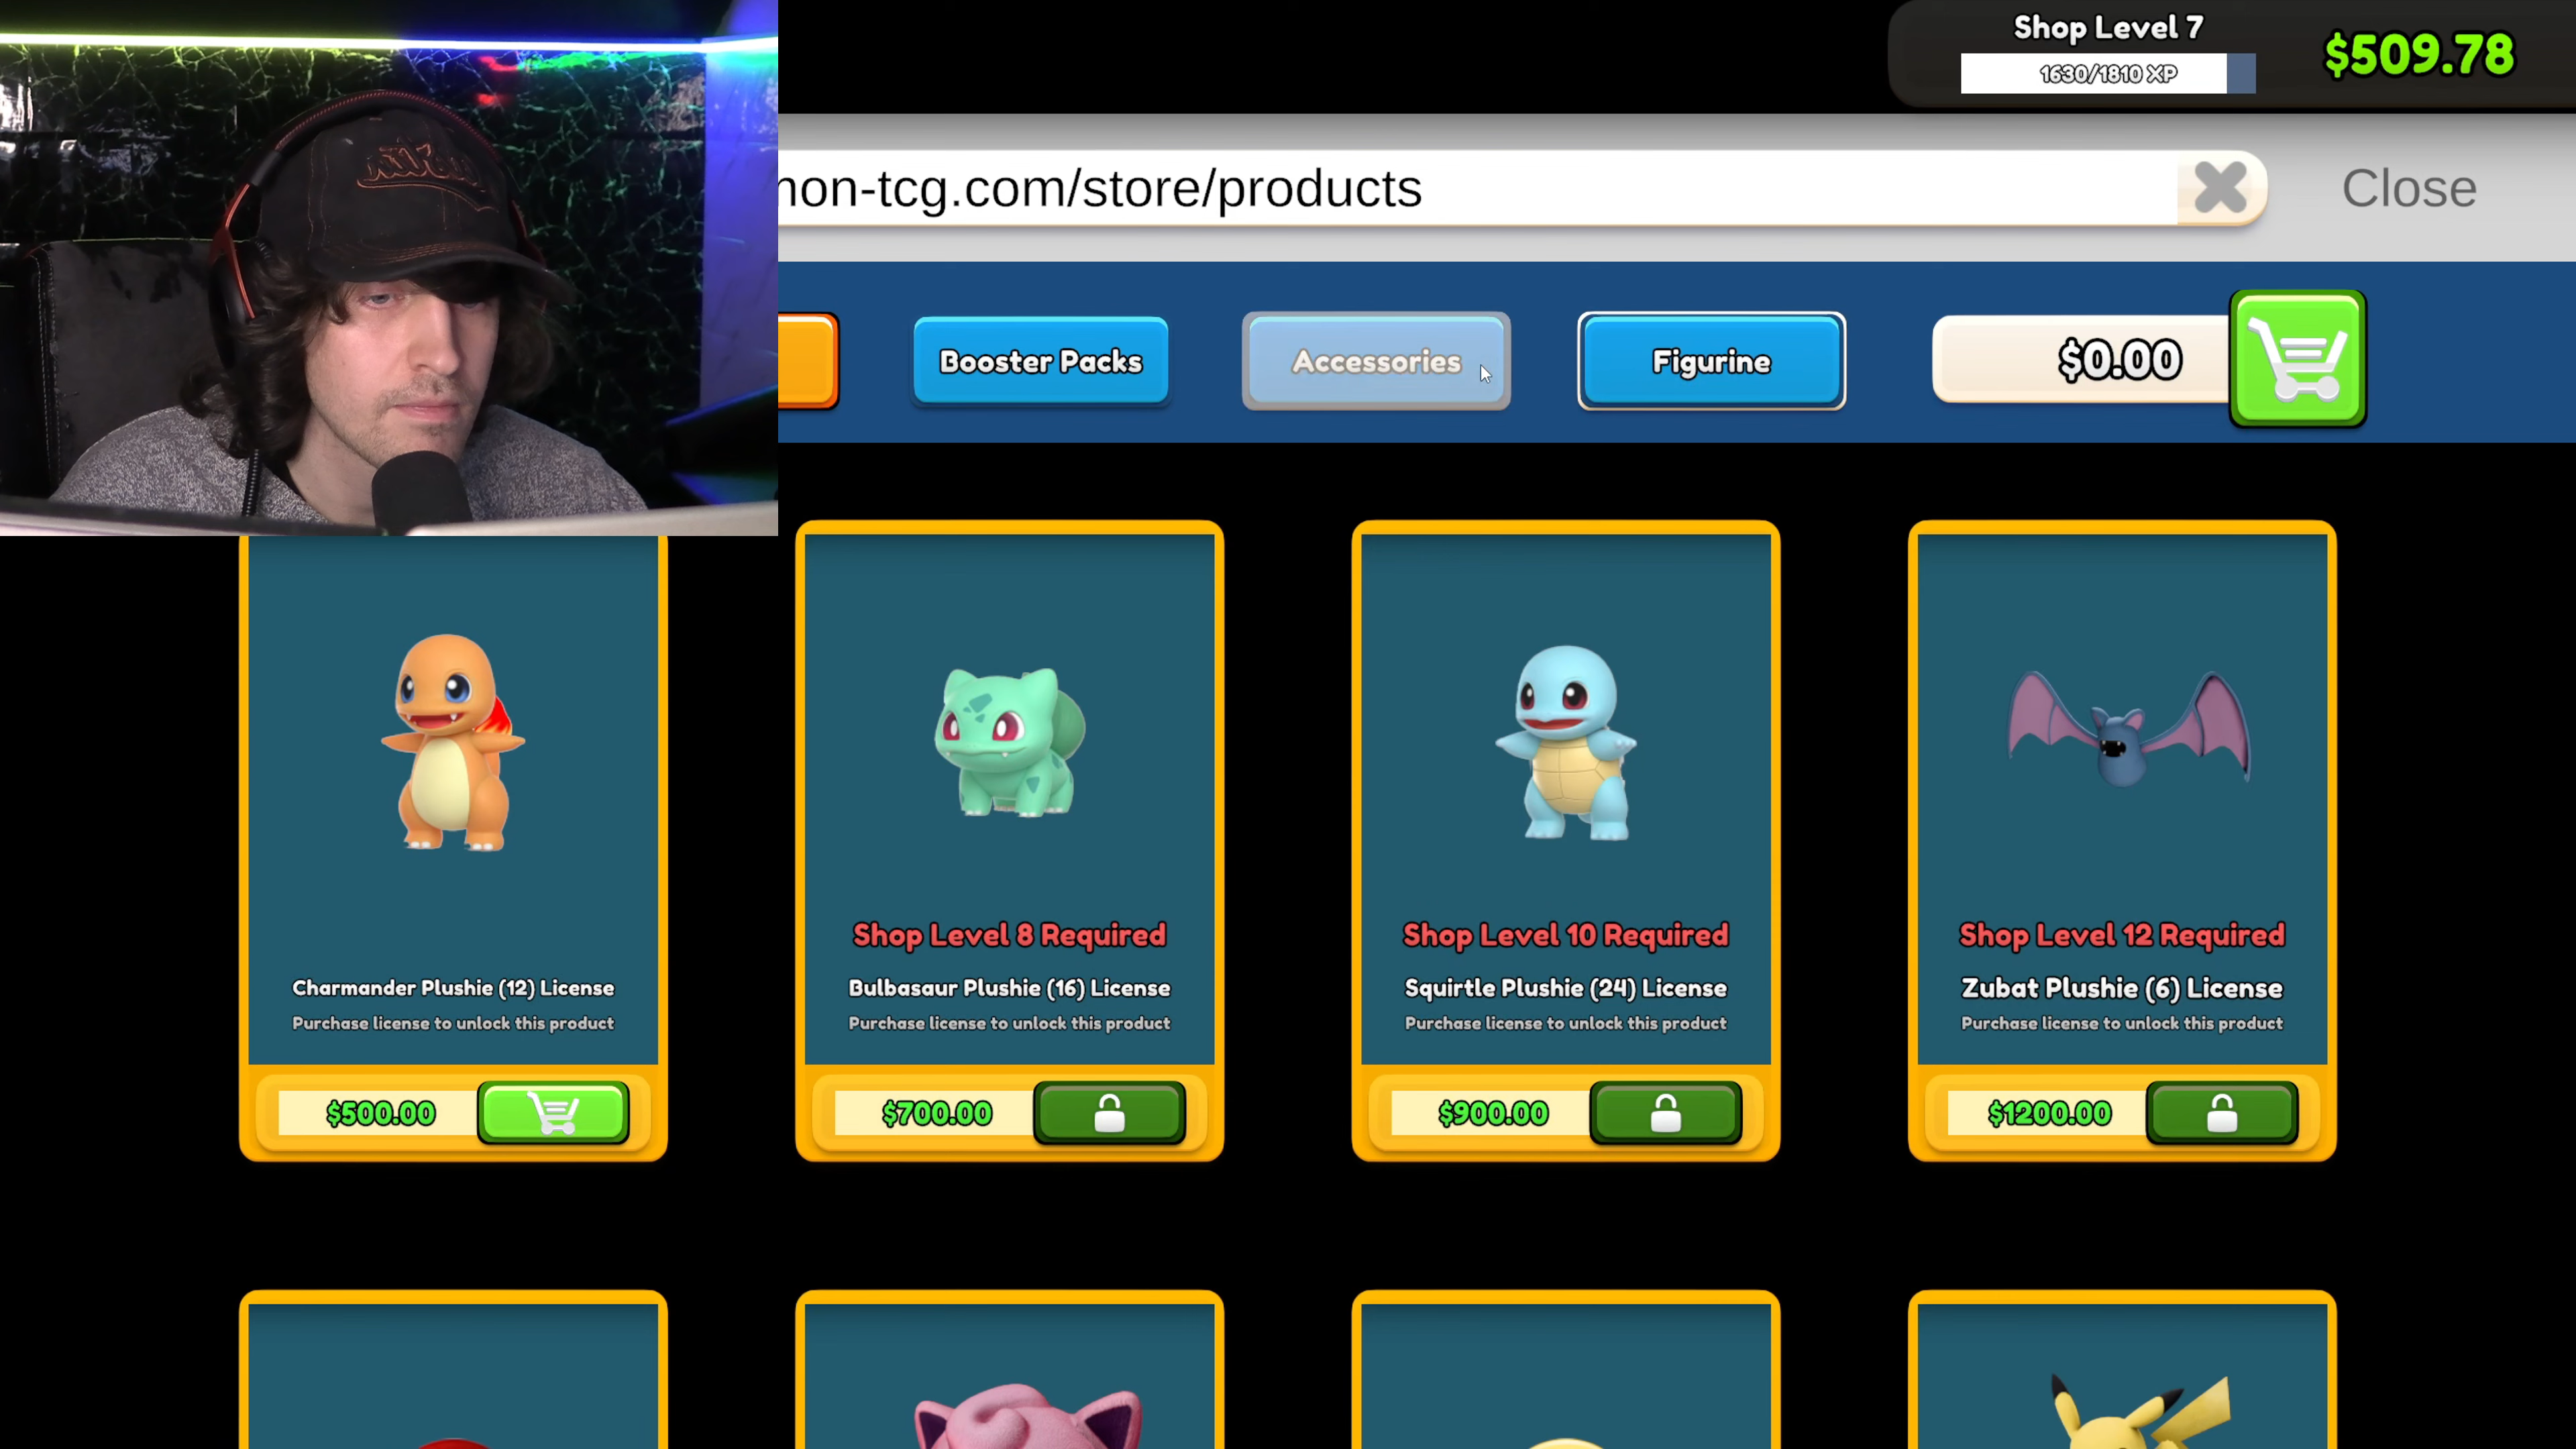 Shop Level 7
1630/1810 XP
$509.78
mon-tcg.com/store/products
Close
Booster Packs
Accessories
Figurine
$0.00
Shop Level 8 Required
Shop Level 10 Required
Shop Level 12 Required
Charmander Plushie (12) License
Bulbasaur Plushie (16) License
Squirtle Plushie (24) License
Zubat Plushie (6) License
Purchase license to unlock this product
Purchase license to unlock this product
Purchase license to unlock this product
Purchase license to unlock this product
$500.00
$700.00
$900.00
$1200.00